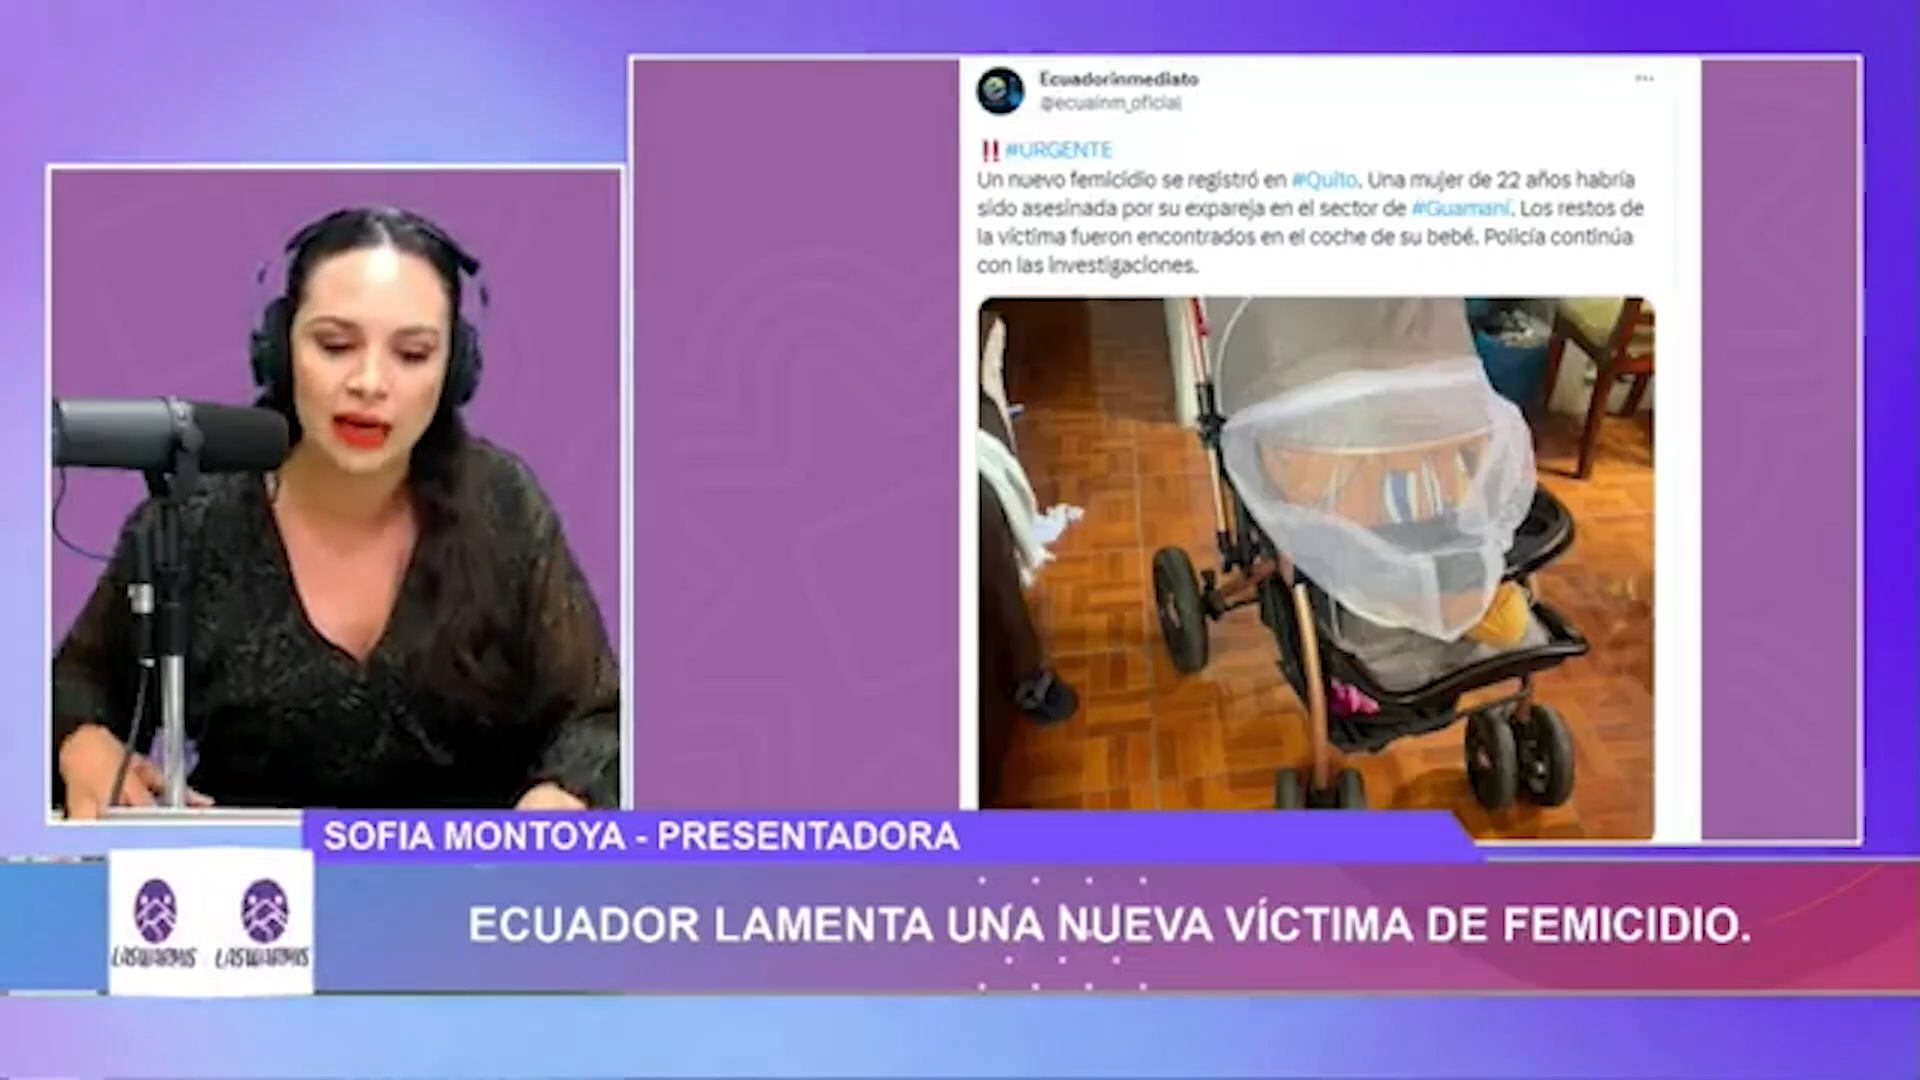 Ecuadorinmediato
@ecuainm_oficial
‼ #URGENTE
Un nuevo femicidio se registró en #Quito. Una mujer de 22 años habría
sido asesinada por su expareja en el sector de #Guamaní. Los restos de
la víctima fueron encontrados en el coche de su bebé. Policía continúa
con las investigaciones.
SOFIA MONTOYA - PRESENTADORA
ECUADOR LAMENTA UNA NUEVA VÍCTIMA DE FEMICIDIO.
LASWARMIS LASWARMIS